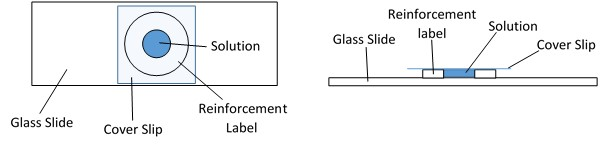 Solution
Reinforcement
Label
Glass Slide
Cover Slip
Reinforcement
label
Solution
Glass Slide
Cover Slip